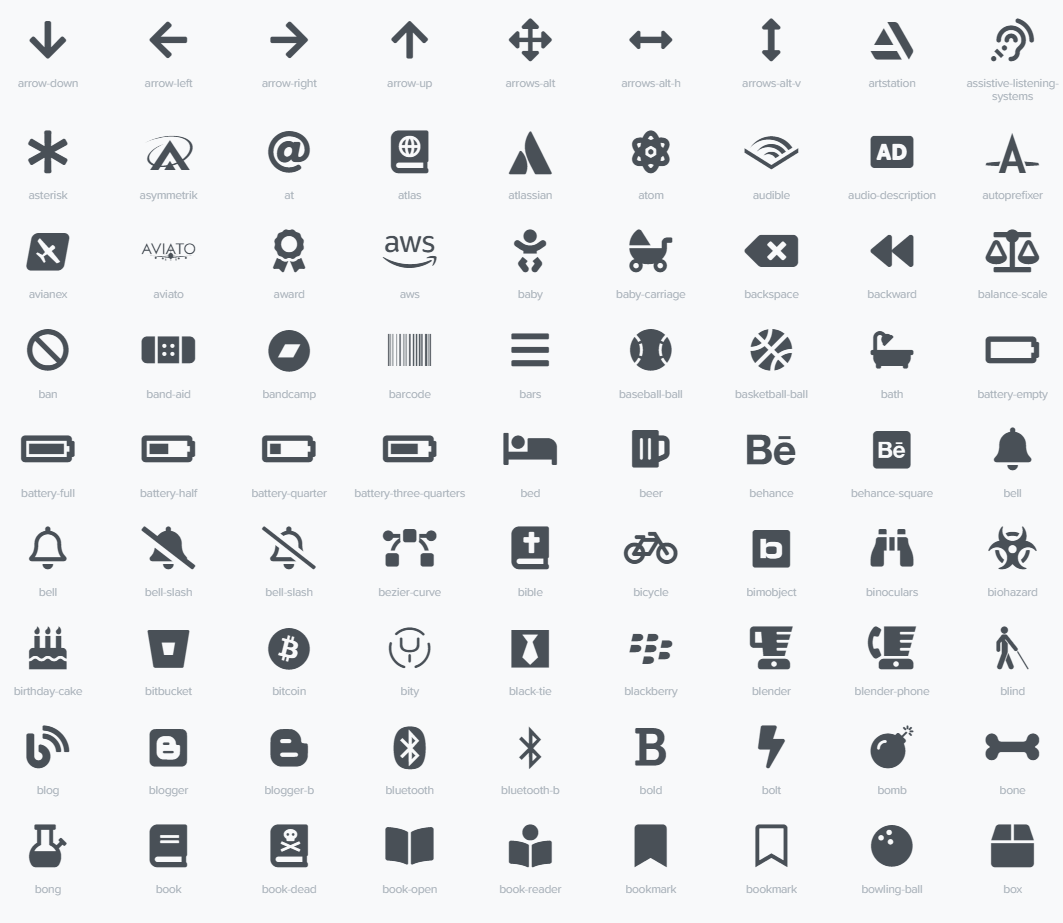 arrow-down arrow-left arrow-right arrow-up arrows-alt arrows-alt-h arrows-alt-v artstation assistive-listening-
systems
@ AD A
asterisk asymmetrik at atlas atlassian atom audible audio-description autoprefixer
AVIATO aws
avianex aviato award aws baby baby-carriage backspace backward balance-scale
ban band-aid bandcamp barcode bars baseball-ball basketball-ball bath battery-empty
Bē Bē
battery-full battery-half battery-quarter battery-three-quarters bed beer behance behance-square bell
b
bell bell-slash bell-slash bezier-curve bible bicycle bimobject binoculars biohazard
birthday-cake bitbucket bitcoin bity black-tie blackberry blender blender-phone blind
b B B B
blog blogger blogger-b bluetooth bluetooth-b bold bolt bomb bone
bong book book-dead book-open book-reader bookmark bookmark bowling-ball box